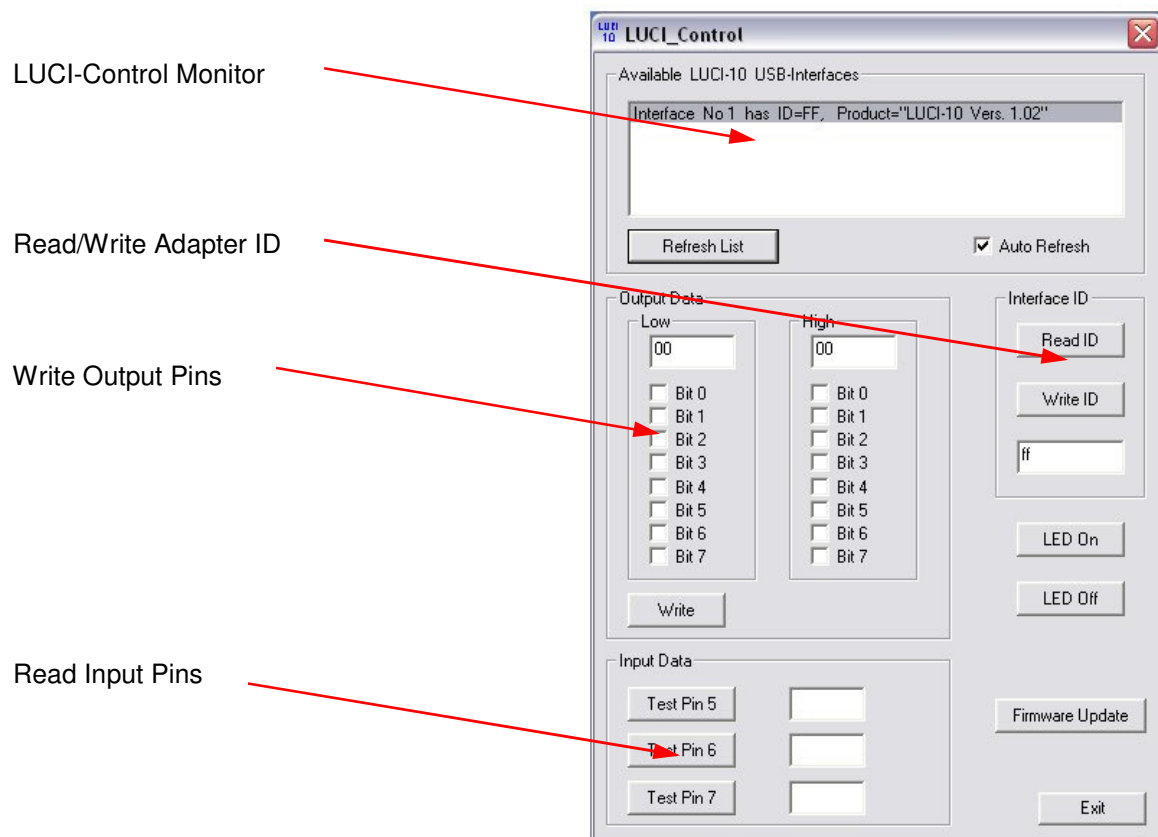 LUCI-Control Monitor
Read/Write Adapter ID
Write Output Pins
Read Input Pins
LUCI
10
LUCI_Control
Available LUCI-10 USB-Interfaces
Interface No 1 has ID=FF, Product="LUCI-10 Vers. 1.02"
Refresh List
Auto Refresh
Output Data
Low
00
Bit 0
Bit 1
Bit 2
Bit 3
Bit 4
Bit 5
Bit 6
Bit 7
High
00
Bit 0
Bit 1
Bit 2
Bit 3
Bit 4
Bit 5
Bit 6
Bit 7
Write
Interface ID
Read ID
Write ID
ff
LED On
LED Off
Input Data
Test Pin 5
Test Pin 6
Test Pin 7
Firmware Update
Exit